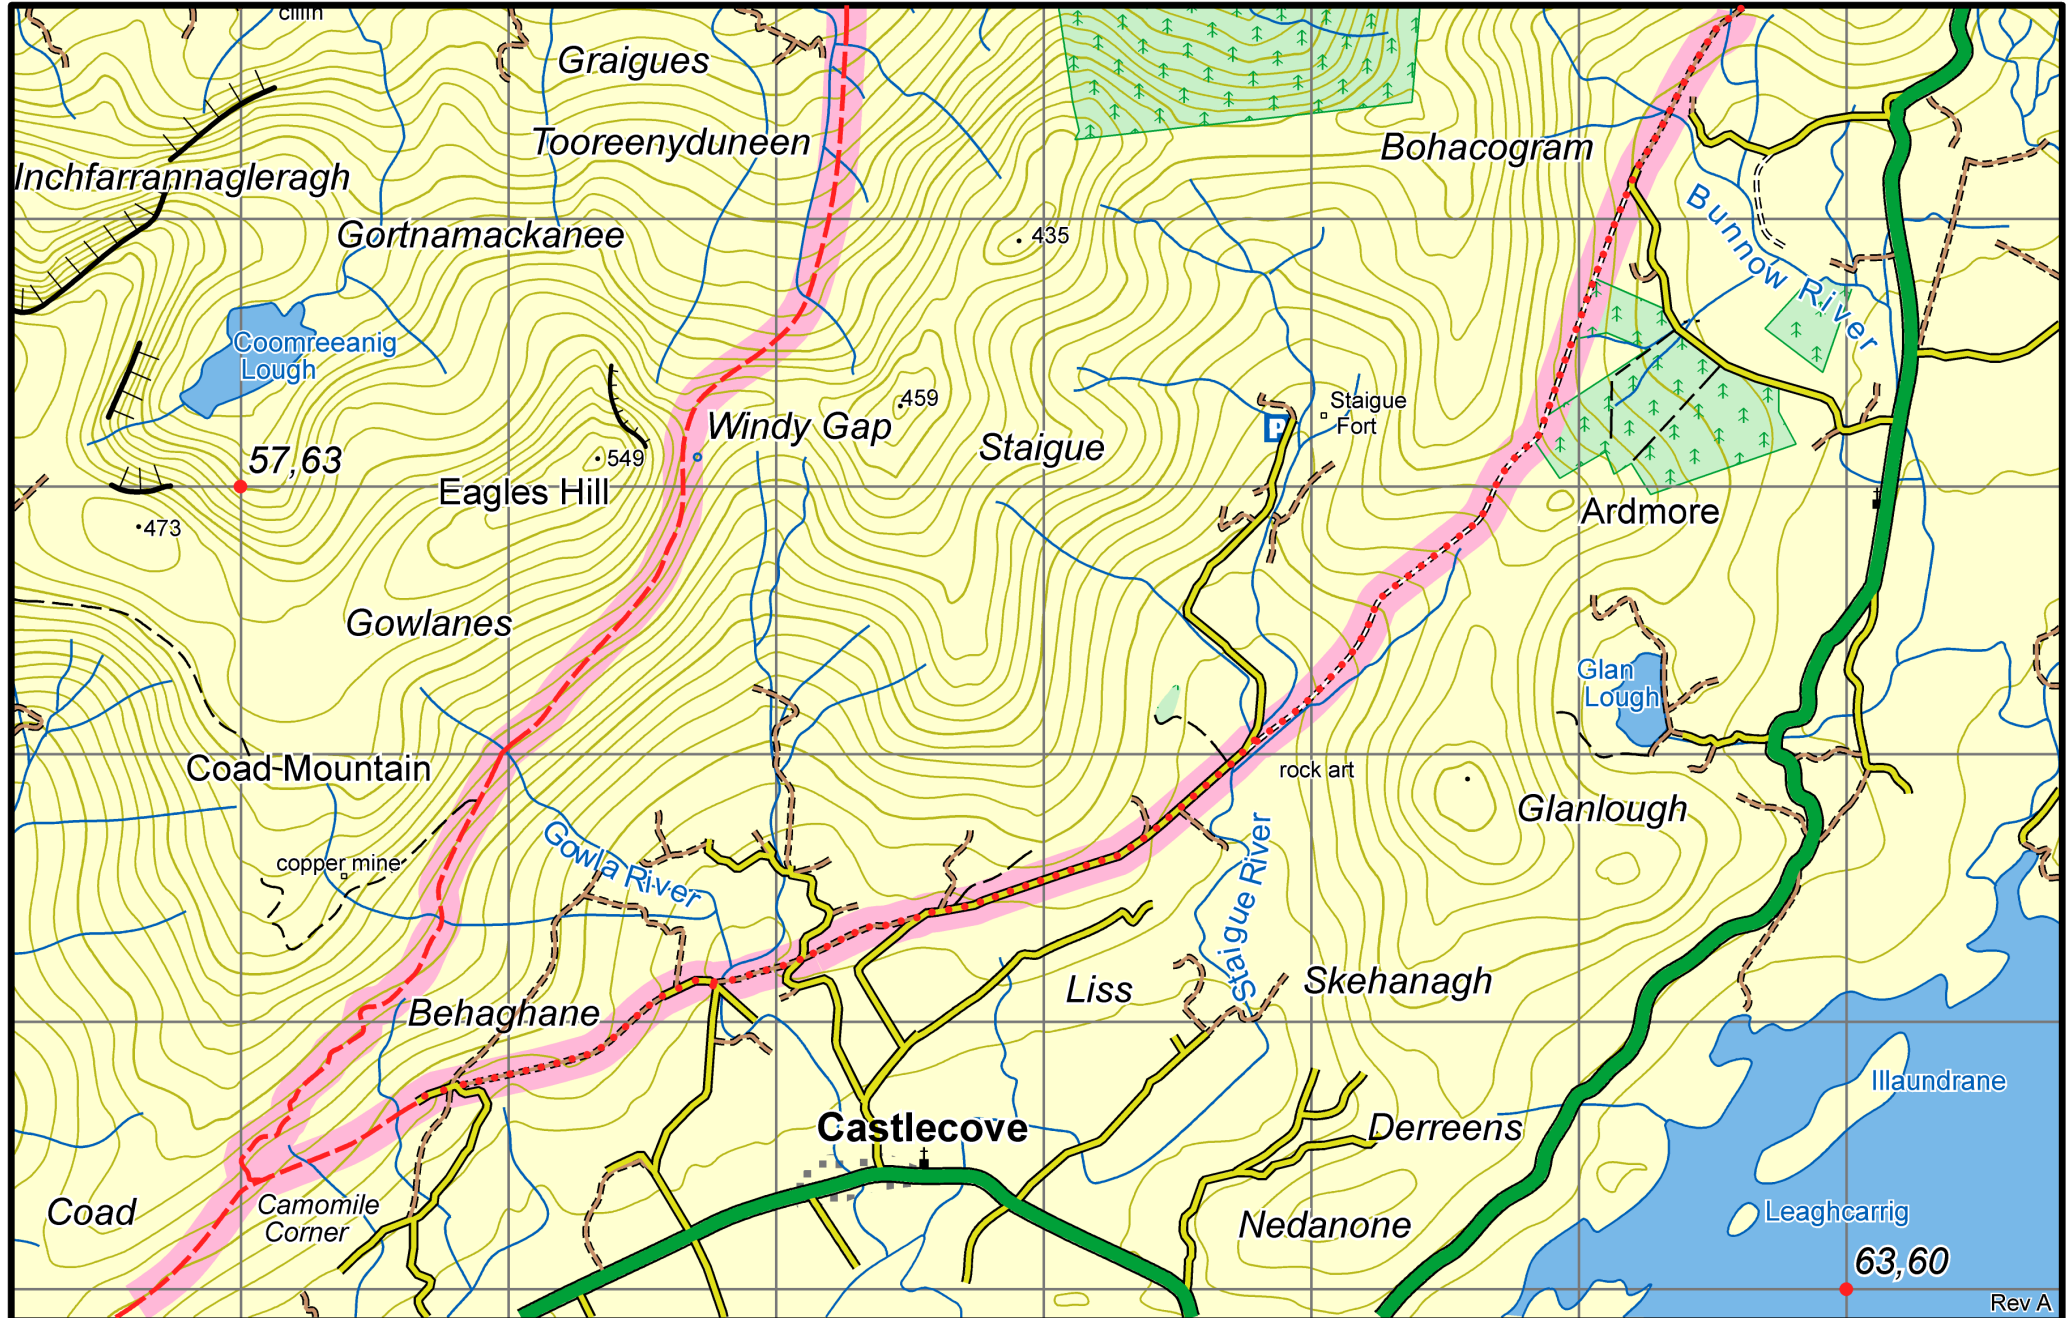 cillín
Graigues
Tooreenyduneen
Bohacogram
Inchfarrannagleragh
Gortnamackanee
435
Bunnow River
Coomreeanig
Lough
459
Staigue
Fort
P
Windy Gap
Staigue
57,63
549
Eagles Hill
473
Ardmore
Gowlanes
Glan
Lough
Coad Mountain
rock art
Glanlough
copper mine
Gowla River
Staigue River
Liss
Skehanagh
Behaghane
Illaundrane
Castlecove
Derreens
Coad
Camomile
Corner
Nedanone
Leaghcarrig
63,60
Rev A